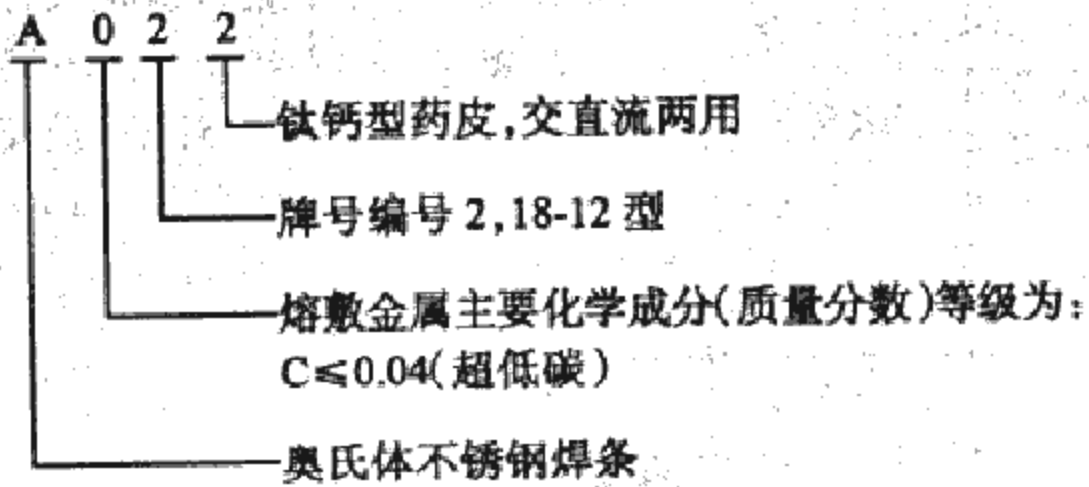 A 0 2 2
钛钙型药皮,交直流两用
牌号编号2,18-12型
熔敷金属主要化学成分(质量分数)等级为:
C≤0.04(超低碳)
奥氏体不锈钢焊条